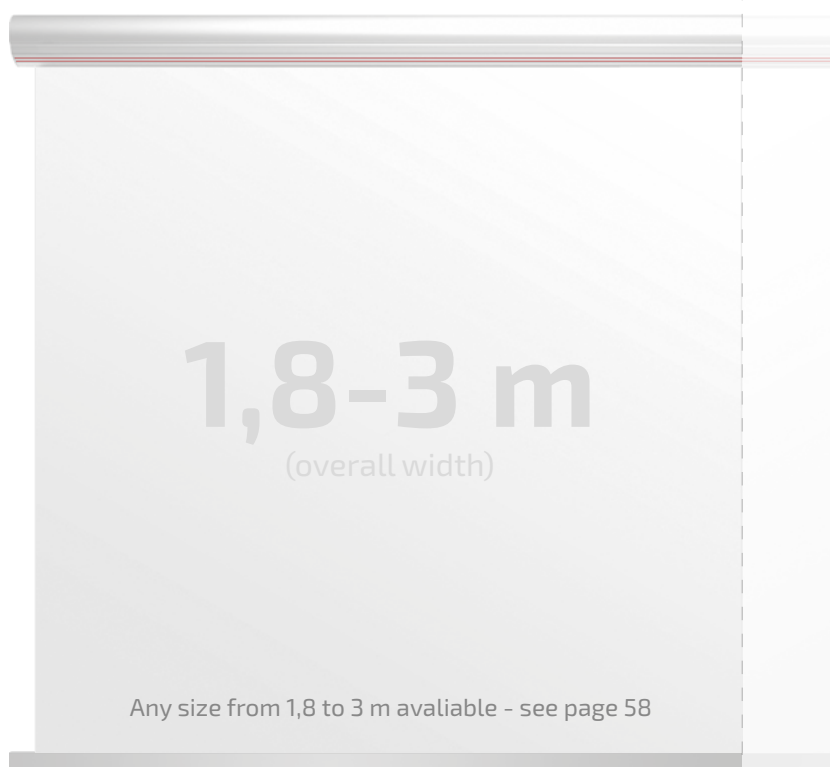 1,8-3 m
(overall width)
Any size from 1,8 to 3 m avaliable - see page 58